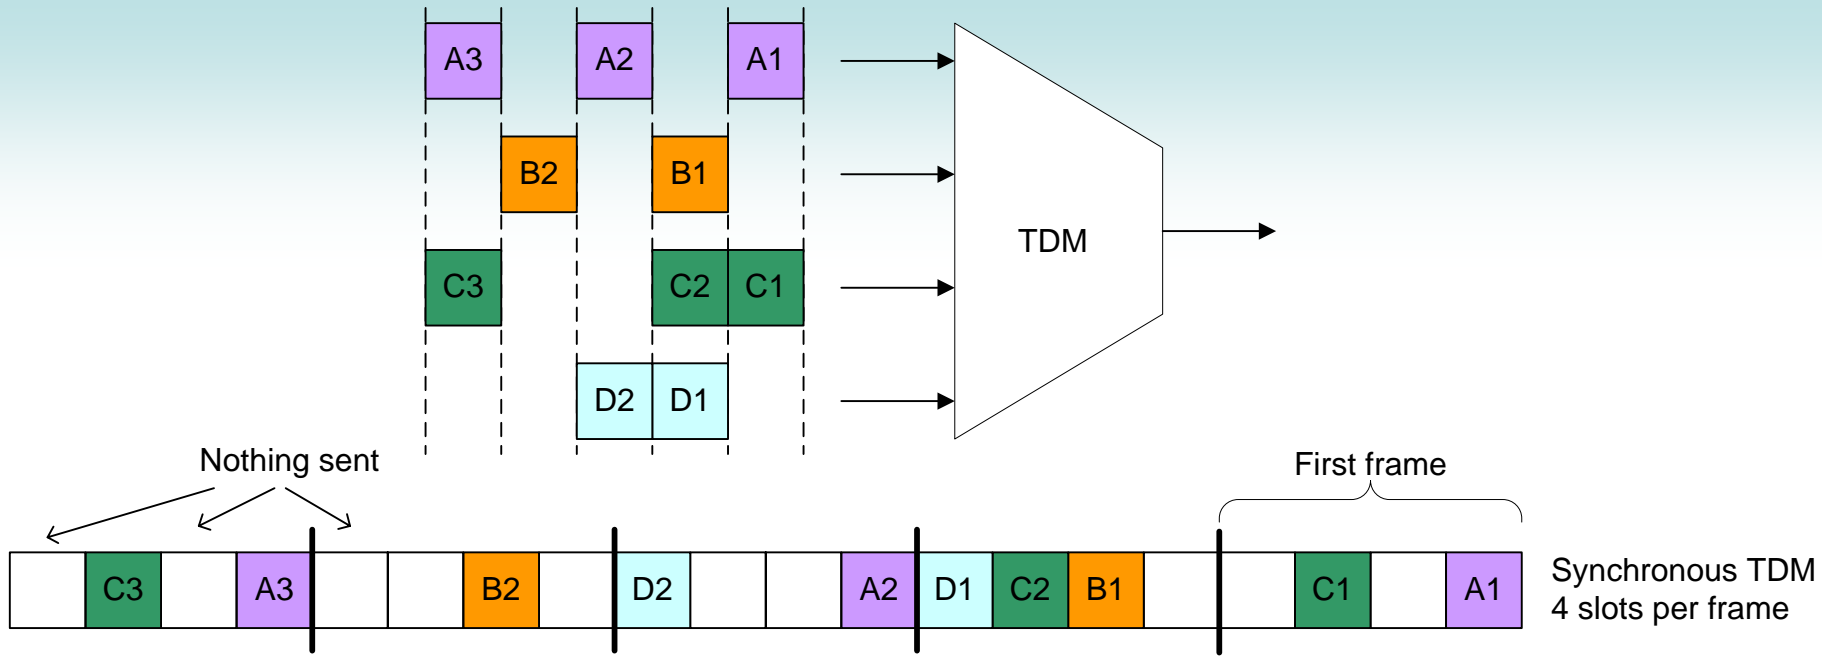 A3 A2 A1
B2 B1
C3 C2 C1
D2 D1
TDM
Nothing sent
First frame
C3 A3 B2 D2 A2 D1 C2 B1 C1 A1
Synchronous TDM
4 slots per frame